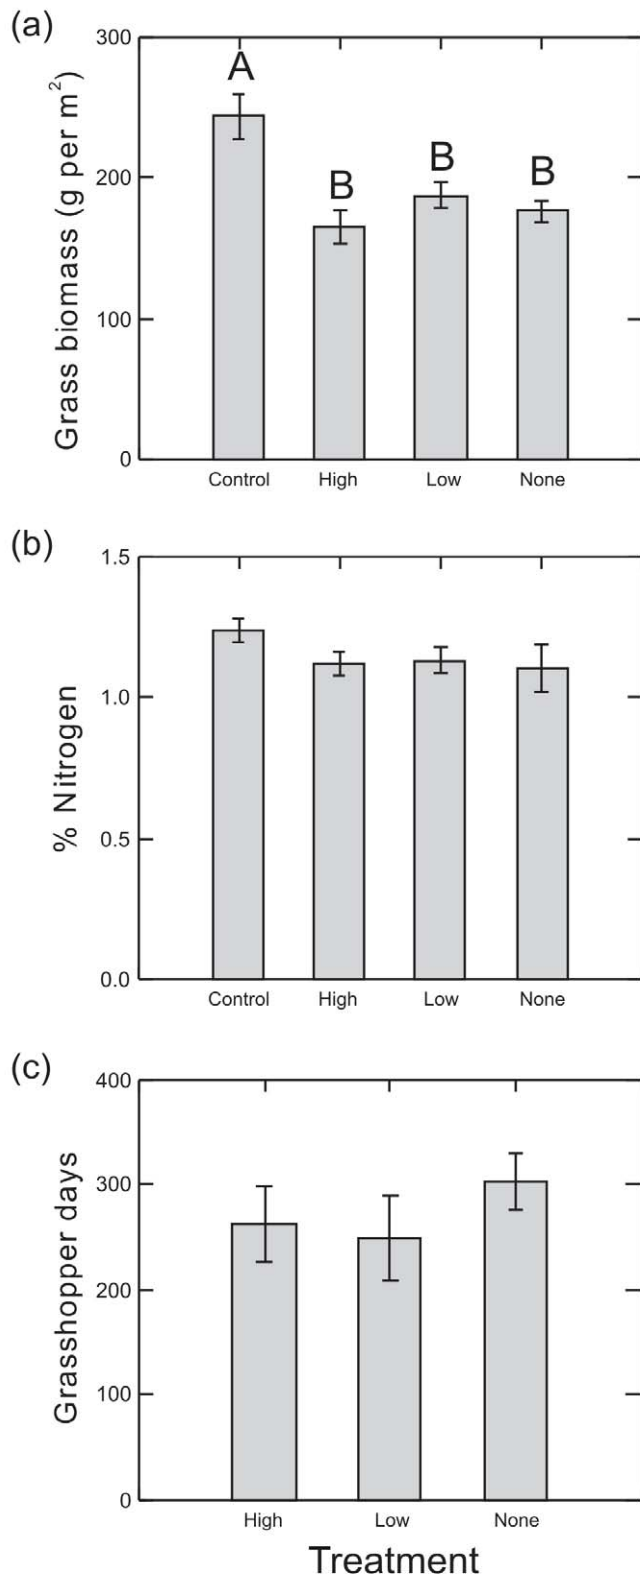 (a)
Grass biomass (g per m²)
300
200
100
0
A
B
B
B
Control High Low None
(b)
% Nitrogen
1.5
1.0
0.5
0.0
Control High Low None
(c)
Grasshopper days
400
300
200
100
0
High Low None
Treatment